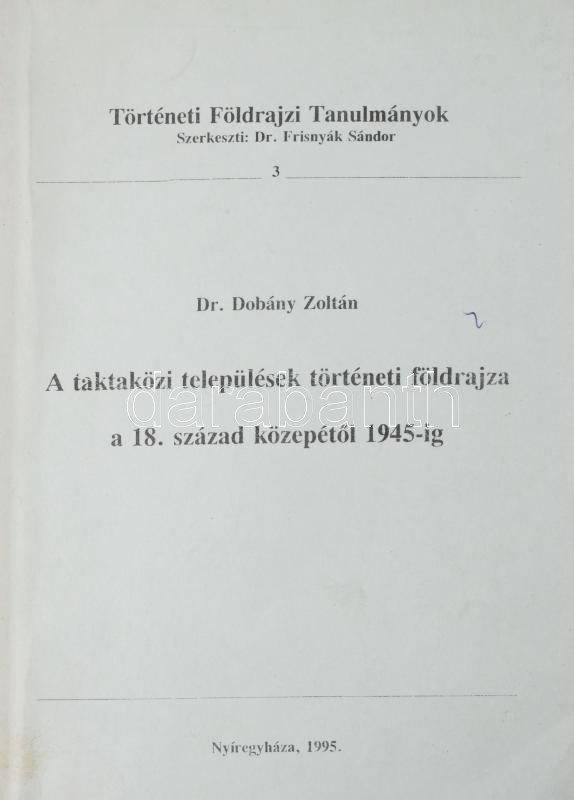 Történeti Földrajzi Tanulmányok
Szerkeszti: Dr. Frisnyák Sándor
3
Dr. Dobány Zoltán
A taktaközi települések történeti földrajza
darabanth
a 18. század közepétől 1945-ig
Nyíregyháza, 1995.